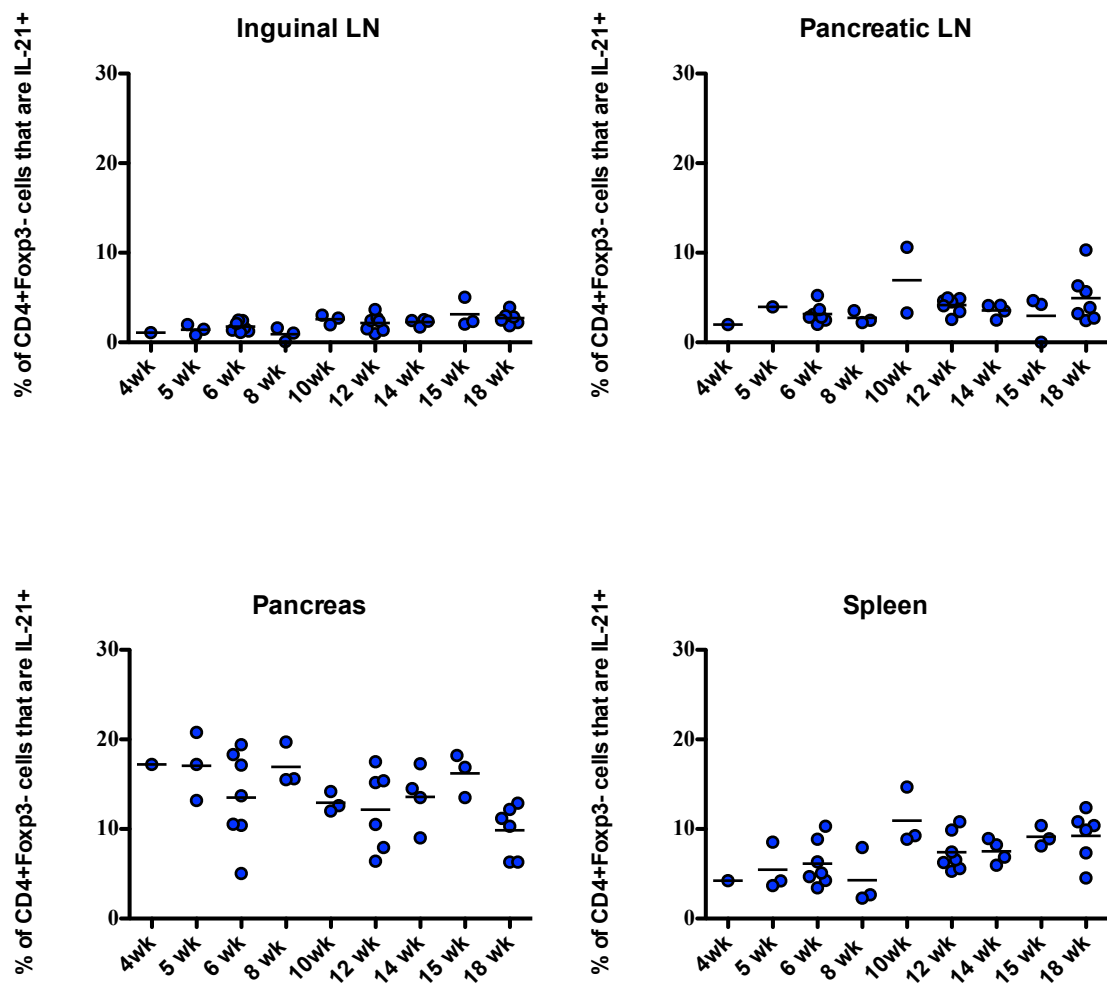 Inguinal LN
% of CD4+Foxp3- cells that are IL-21+
30
20
10
0
4wk
5 wk
6 wk
8 wk
10wk
12 wk
14 wk
15 wk
18 wk
Pancreatic LN
% of CD4+Foxp3- cells that are IL-21+
30
20
10
0
4wk
5 wk
6 wk
8 wk
10wk
12 wk
14 wk
15 wk
18 wk
Pancreas
% of CD4+Foxp3- cells that are IL-21+
30
20
10
0
4wk
5 wk
6 wk
8 wk
10wk
12 wk
14 wk
15 wk
18 wk
Spleen
% of CD4+Foxp3- cells that are IL-21+
30
20
10
0
4wk
5 wk
6 wk
8 wk
10wk
12 wk
14 wk
15 wk
18 wk